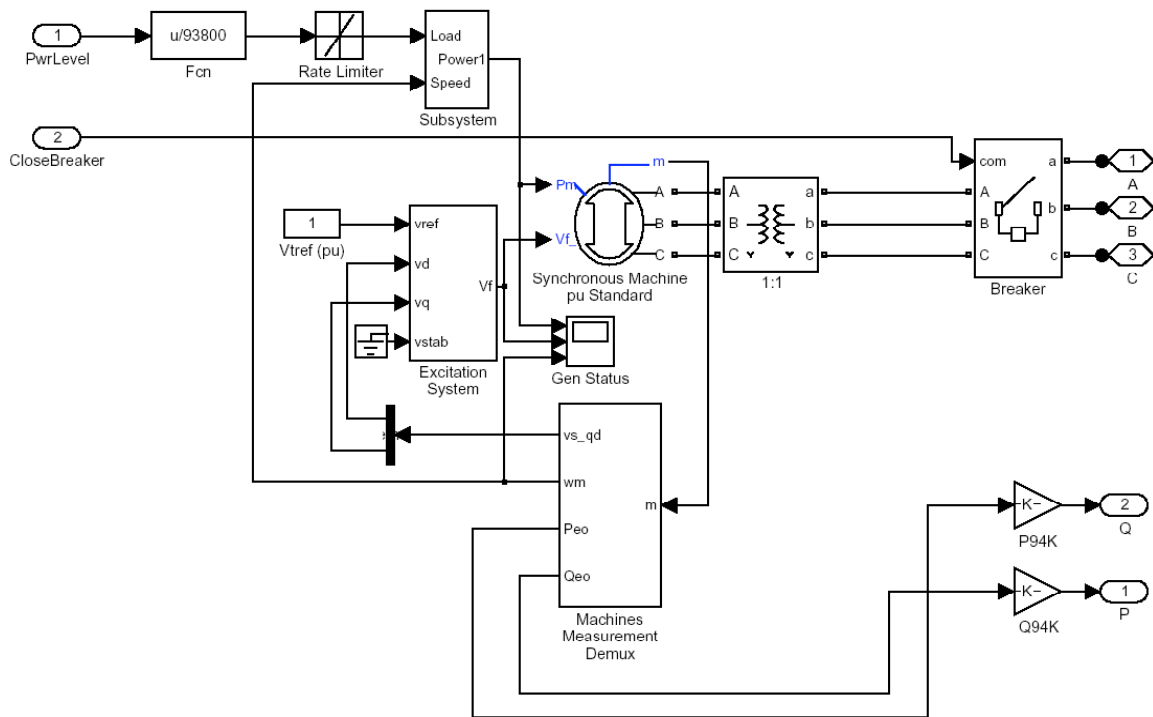 1
PwrLevel
u/93800
Fcn
Rate Limiter
Load
Power1
Speed
Subsystem
2
CloseBreaker
com
a
A
b
B
C
c
Breaker
1
A
2
B
3
C
m
Pm
Vf_
A
B
C
Synchronous Machine
pu Standard
A
a
B
b
C
c
Y
Y
1:1
1
Vtref (pu)
vref
vd
vq
vstab
Vf
Excitation
System
Gen Status
vs_qd
wm
Peo
Qeo
m
Machines
Measurement
Demux
-K-
P94K
2
Q
-K-
Q94K
1
P